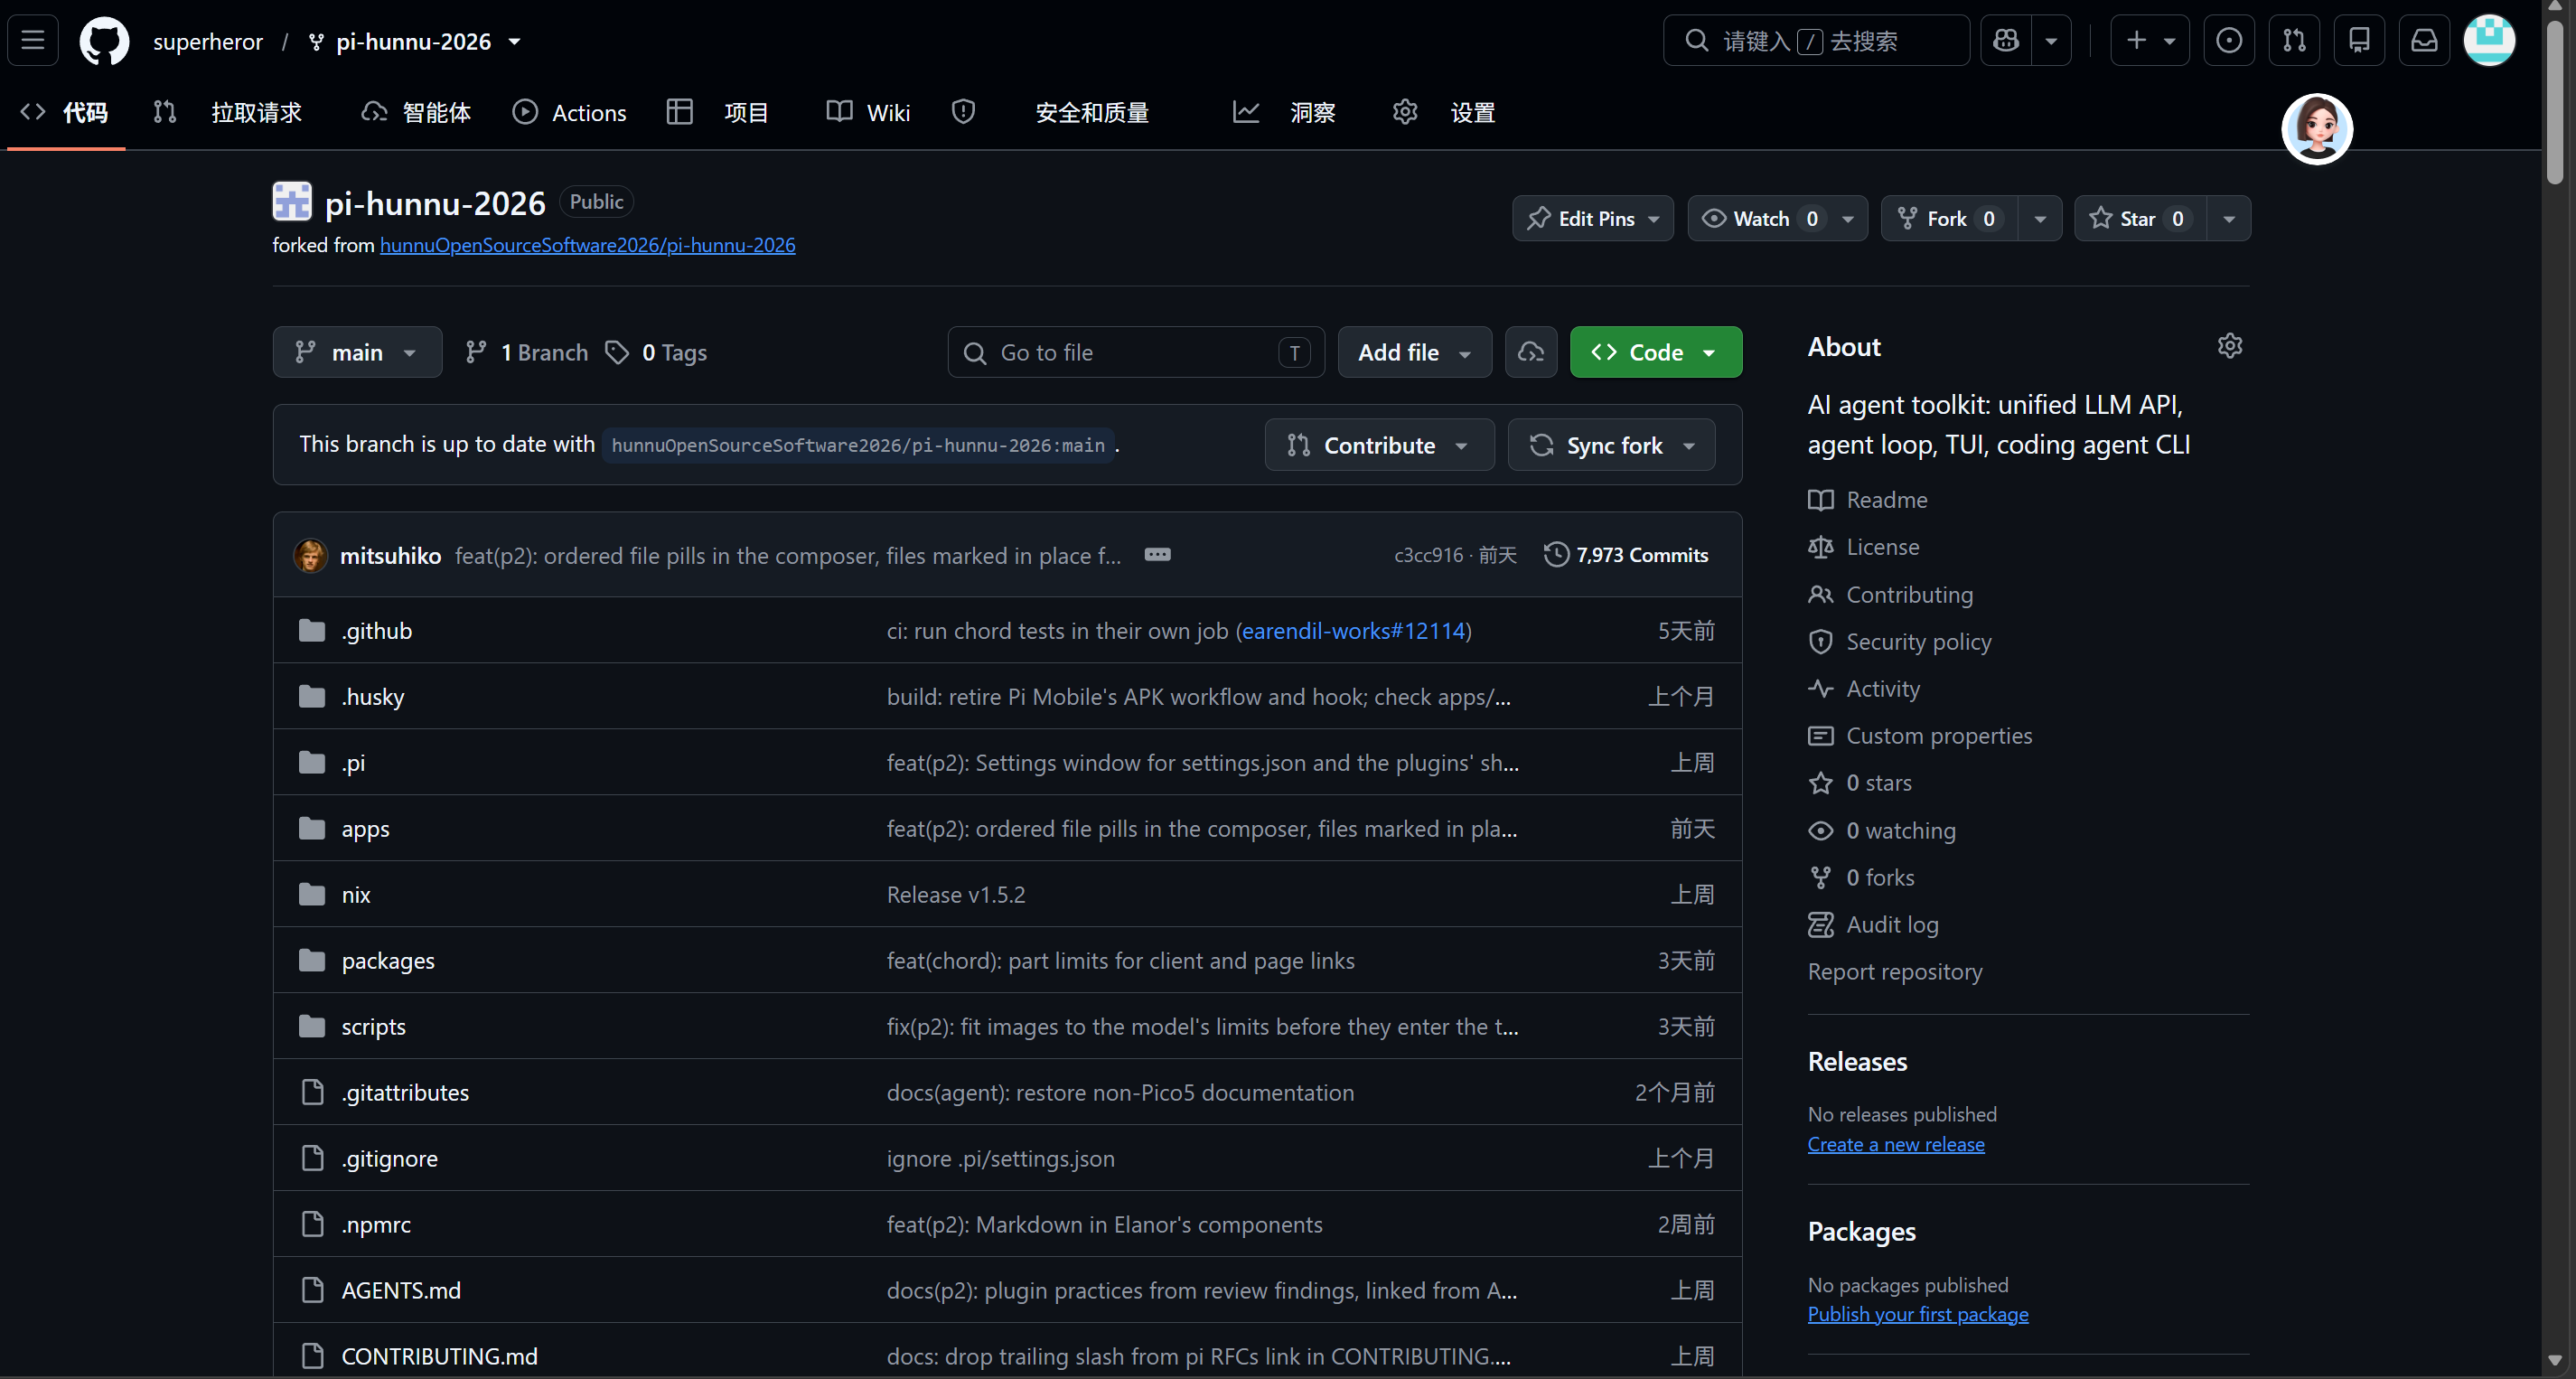 superheror / pi-hunnu-2026
请键入 / 去搜索
代码 拉取请求 智能体 Actions 项目 Wiki 安全和质量 洞察 设置
pi-hunnu-2026 Public
forked from hunnuOpenSourceSoftware2026/pi-hunnu-2026
Edit Pins Watch 0 Fork 0 Star 0
main 1 Branch 0 Tags Go to file T Add file Code
This branch is up to date with hunnuOpenSourceSoftware2026/pi-hunnu-2026:main. Contribute Sync fork
mitsuhiko feat(p2): ordered file pills in the composer, files marked in place f... c3cc916 · 前天 7,973 Commits
.github ci: run chord tests in their own job (earendil-works#12114) 5天前
.husky build: retire Pi Mobile's APK workflow and hook; check apps/... 上个月
.pi feat(p2): Settings window for settings.json and the plugins' sh... 上周
apps feat(p2): ordered file pills in the composer, files marked in pla... 前天
nix Release v1.5.2 上周
packages feat(chord): part limits for client and page links 3天前
scripts fix(p2): fit images to the model's limits before they enter the t... 3天前
.gitattributes docs(agent): restore non-Pico5 documentation 2个月前
.gitignore ignore .pi/settings.json 上个月
.npmrc feat(p2): Markdown in Elanor's components 2周前
AGENTS.md docs(p2): plugin practices from review findings, linked from A... 上周
CONTRIBUTING.md docs: drop trailing slash from pi RFCs link in CONTRIBUTING.... 上周
About
AI agent toolkit: unified LLM API,
agent loop, TUI, coding agent CLI
Readme
License
Contributing
Security policy
Activity
Custom properties
0 stars
0 watching
0 forks
Audit log
Report repository
Releases
No releases published
Create a new release
Packages
No packages published
Publish your first package